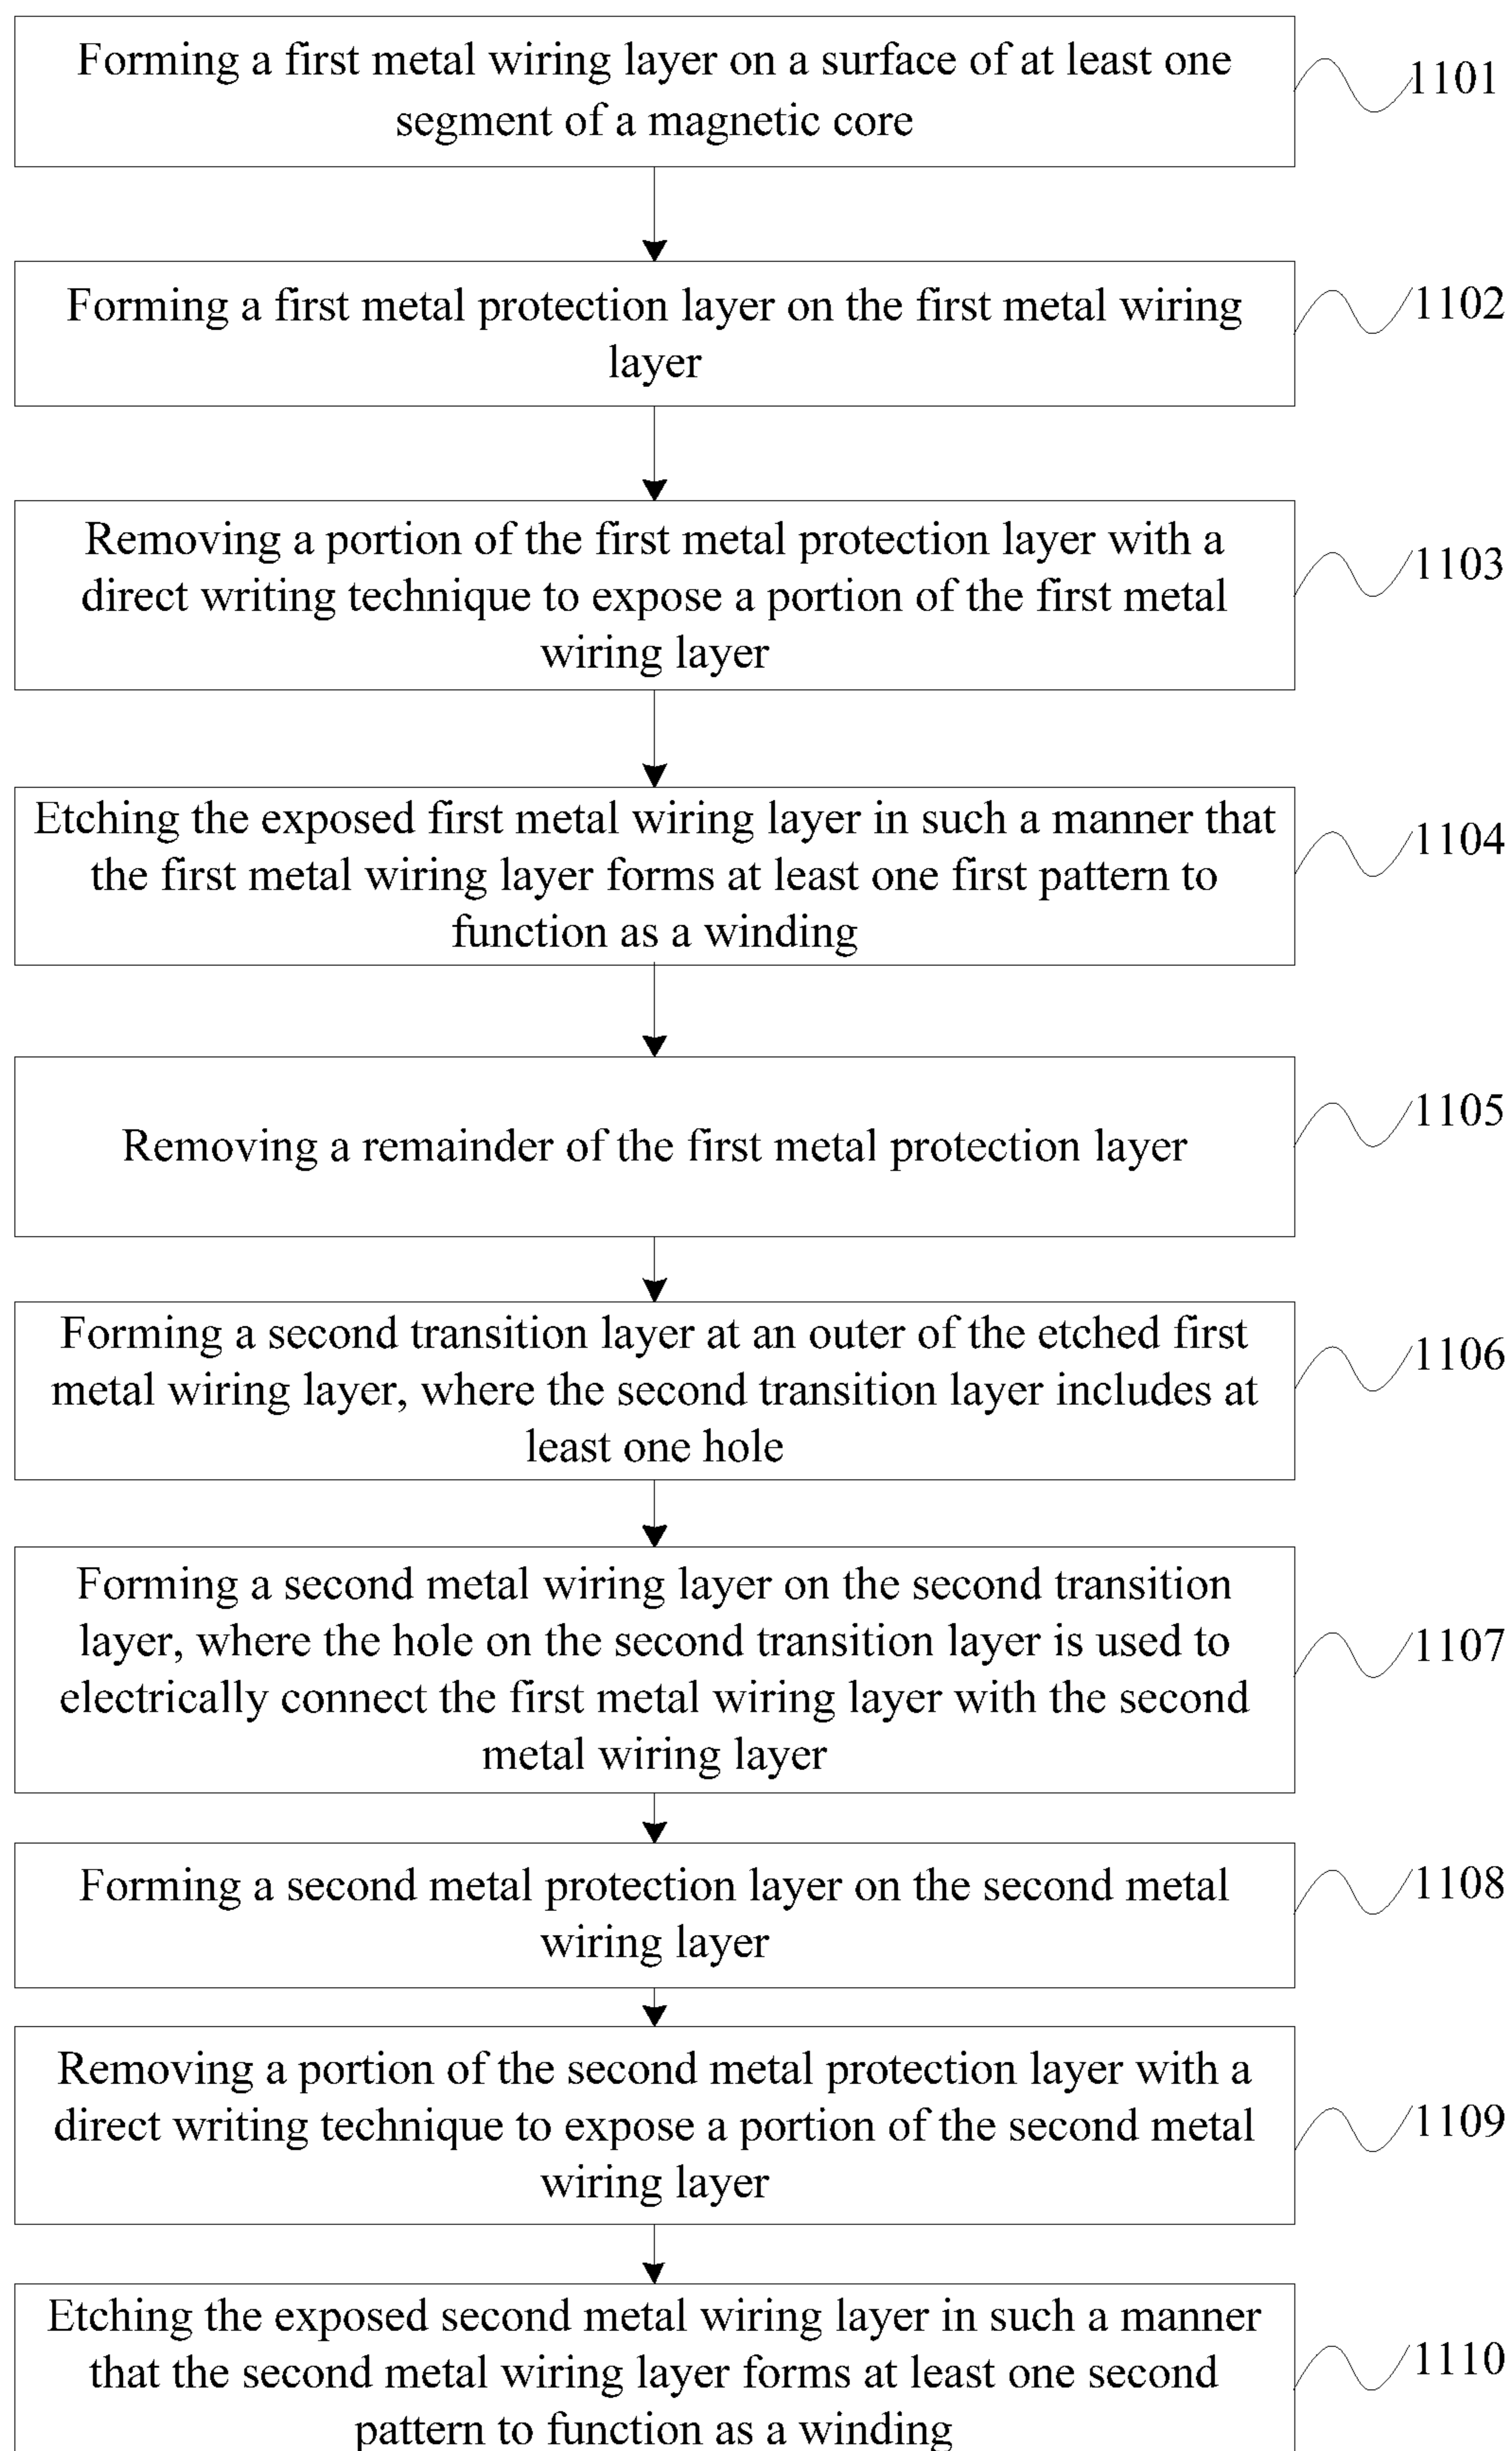 Forming a first metal wiring layer on a surface of at least one
segment of a magnetic core
1101
Forming a first metal protection layer on the first metal wiring
layer
1102
Removing a portion of the first metal protection layer with a
direct writing technique to expose a portion of the first metal
wiring layer
1103
Etching the exposed first metal wiring layer in such a manner that
the first metal wiring layer forms at least one first pattern to
function as a winding
1104
Removing a remainder of the first metal protection layer
1105
Forming a second transition layer at an outer of the etched first
metal wiring layer, where the second transition layer includes at
least one hole
1106
Forming a second metal wiring layer on the second transition
layer, where the hole on the second transition layer is used to
electrically connect the first metal wiring layer with the second
metal wiring layer
1107
Forming a second metal protection layer on the second metal
wiring layer
1108
Removing a portion of the second metal protection layer with a
direct writing technique to expose a portion of the second metal
wiring layer
1109
Etching the exposed second metal wiring layer in such a manner
that the second metal wiring layer forms at least one second
pattern to function as a winding
1110